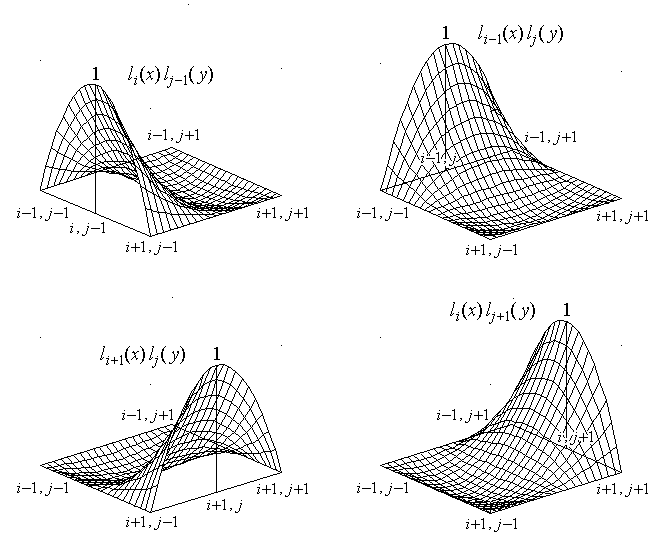 1 l_i(x) l_{j−1}(y)
i−1, j+1
i−1, j−1
i, j−1
i+1, j−1
i+1, j+1
1
l_{i−1}(x) l_j(y)
i−1, j+1
i−1, j
i−1, j−1
i+1, j−1
i+1, j+1
l_{i+1}(x) l_j(y) 1
i−1, j+1
i−1, j−1
i+1, j−1
i+1, j
i+1, j+1
l_i(x) l_{j+1}(y) 1
i−1, j+1
i, j+1
i−1, j−1
i+1, j−1
i+1, j+1